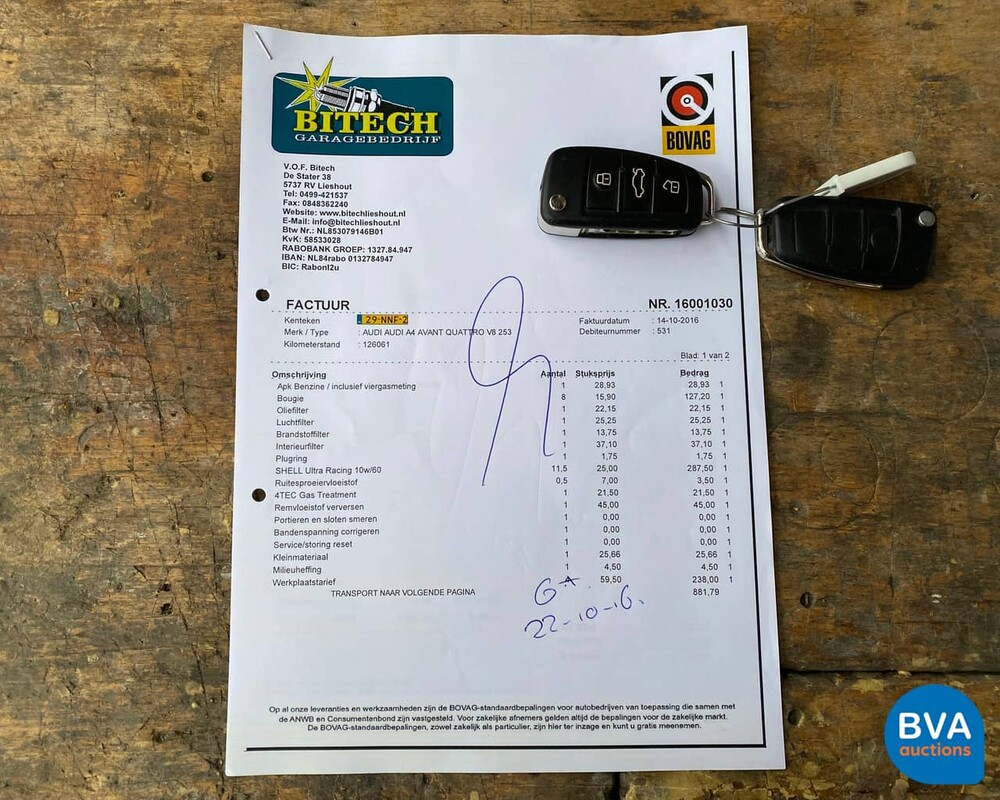 BITECH
GARAGEBEDRIJF
BOVAG
V.O.F. Bitech
De Stater 38
5737 RV Lieshout
Tel: 0499-421537
Fax: 0848362240
Website: www.bitechlieshout.nl
E-Mail: info@bitechlieshout.nl
Btw Nr.: NL853079146B01
KvK: 58533028
RABOBANK GROEP: 1327.84.947
IBAN: NL84rabo 0132784947
BIC: Rabonl2u
FACTUUR NR. 16001030
Kenteken 29-NNF-2 Faktuurdatum : 14-10-2016
Merk / Type : AUDI AUDI A4 AVANT QUATTRO V8 253 Debiteurnummer : 531
Kilometerstand : 126061
Blad: 1 van 2
Omschrijving Aantal Stuksprijs Bedrag
Apk Benzine / inclusief viergasmeting 1 28,93 28,93 1
Bougie 8 15,90 127,20 1
Oliefilter 1 22,15 22,15 1
Luchtfilter 1 25,25 25,25 1
Brandstoffilter 1 13,75 13,75 1
Interieurfilter 1 37,10 37,10 1
Plugring 1 1,75 1,75 1
SHELL Ultra Racing 10w/60 11,5 25,00 287,50 1
Ruitesproeiervloeistof 0,5 7,00 3,50 1
4TEC Gas Treatment 1 21,50 21,50 1
Remvloeistof verversen 1 45,00 45,00 1
Portieren en sloten smeren 1 0,00 0,00 1
Bandenspanning corrigeren 1 0,00 0,00 1
Service/storing reset 1 0,00 0,00 1
Kleinmateriaal 1 25,66 25,66 1
Milieuheffing 1 4,50 4,50 1
Werkplaatstarief 59,50 238,00 1
TRANSPORT NAAR VOLGENDE PAGINA 881,79
22-10-16.
Op al onze leveranties en werkzaamheden zijn de BOVAG-standaardbepalingen voor autobedrijven van toepassing die samen met
de ANWB en Consumentenbond zijn vastgesteld. Voor zakelijke afnemers gelden altijd de bepalingen voor de zakelijke markt.
De BOVAG-standaardbepalingen, zowel zakelijk als particulier, zijn hier ter inzage en kunt u gratis meenemen.
BVA
auctions